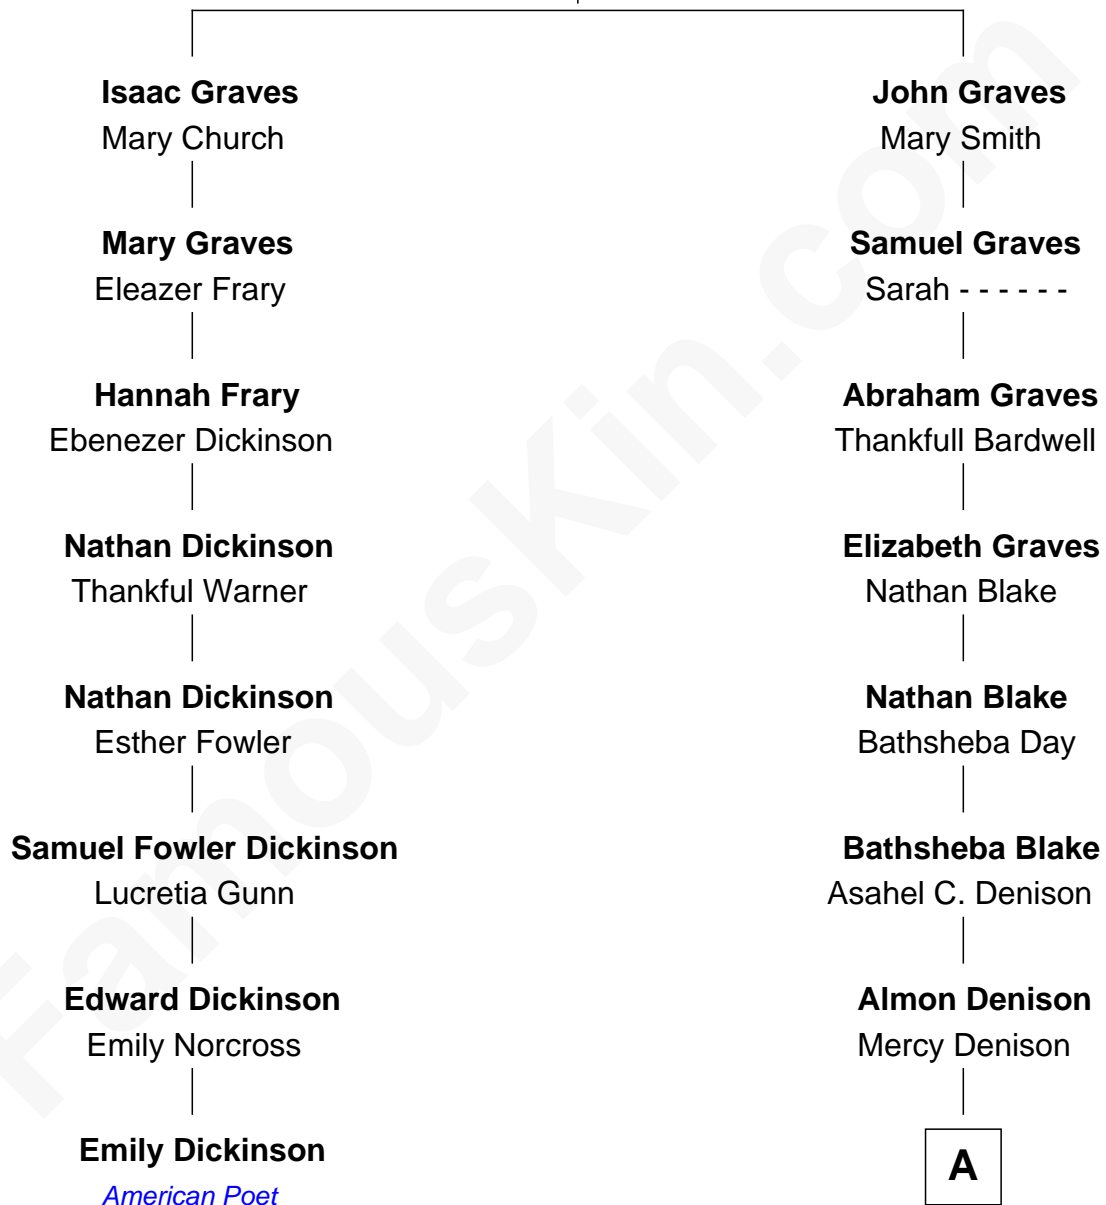 Isaac Graves
Mary Church
Mary Graves
Eleazer Frary
Hannah Frary
Ebenezer Dickinson
Nathan Dickinson
Thankful Warner
Nathan Dickinson
Esther Fowler
Samuel Fowler Dickinson
Lucretia Gunn
Edward Dickinson
Emily Norcross
Emily Dickinson
American Poet
John Graves
Mary Smith
Samuel Graves
Sarah - - - - - -
Abraham Graves
Thankfull Bardwell
Elizabeth Graves
Nathan Blake
Nathan Blake
Bathsheba Day
Bathsheba Blake
Asahel C. Denison
Almon Denison
Mercy Denison
A
FamousKin.com